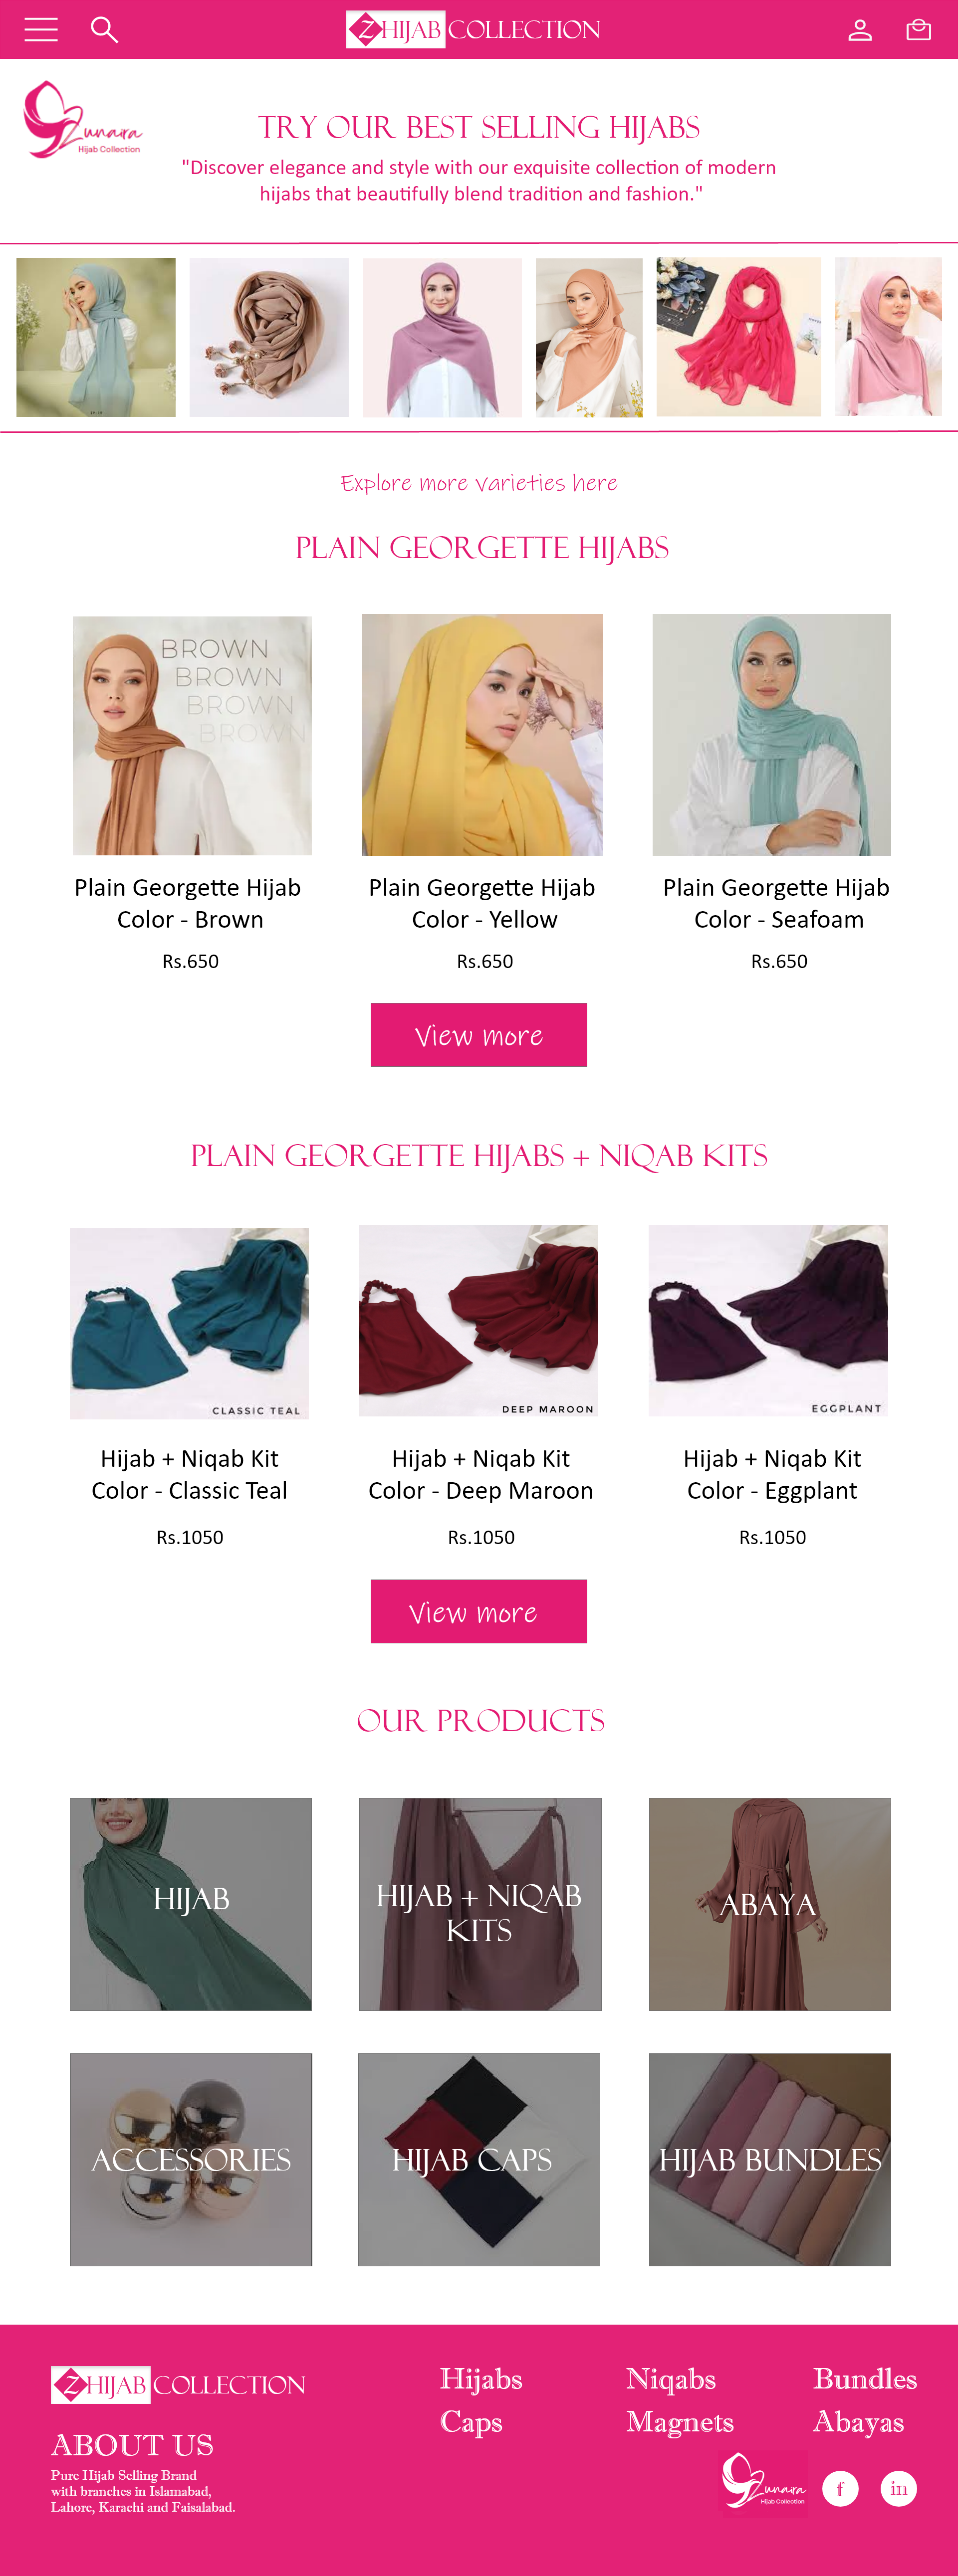 ZHIJAB COLLECTION
Zunaira
Hijab Collection
TRY OUR BEST SELLING HIJABS
"Discover elegance and style with our exquisite collection of modern
hijabs that beautifully blend tradition and fashion."
Explore more varieties here
PLAIN GEORGETTE HIJABS
BROWN
BROWN
BROWN
BROWN
Plain Georgette Hijab
Color - Brown
Rs.650
Plain Georgette Hijab
Color - Yellow
Rs.650
Plain Georgette Hijab
Color - Seafoam
Rs.650
View more
PLAIN GEORGETTE HIJABS + NIQAB KITS
CLASSIC TEAL
DEEP MAROON
EGGPLANT
Hijab + Niqab Kit
Color - Classic Teal
Rs.1050
Hijab + Niqab Kit
Color - Deep Maroon
Rs.1050
Hijab + Niqab Kit
Color - Eggplant
Rs.1050
View more
OUR PRODUCTS
HIJAB
HIJAB + NIQAB
KITS
ABAYA
ACCESSORIES
HIJAB CAPS
HIJAB BUNDLES
ZHIJAB COLLECTION
ABOUT US
Pure Hijab Selling Brand
with branches in Islamabad,
Lahore, Karachi and Faisalabad.
Hijabs
Niqabs
Bundles
Caps
Magnets
Abayas
Zunaira
Hijab Collection
f
in